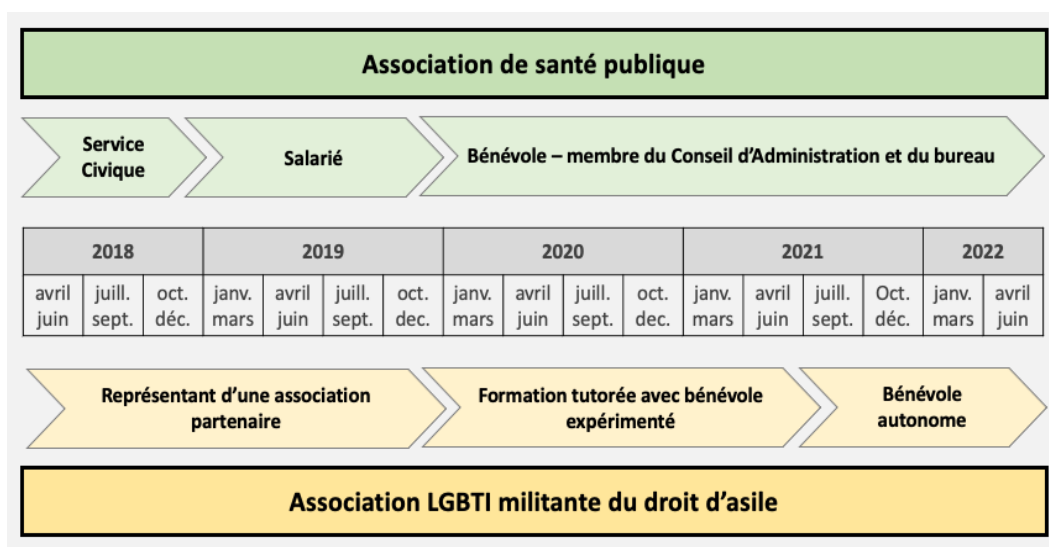 Association de santé publique
Service
Civique
Salarié
Bénévole – membre du Conseil d'Administration et du bureau
2018 2019 2020 2021 2022
avril juill. oct. janv. avril juill. oct. janv. avril juill. oct. janv. avril juill. Oct. janv. avril
juin sept. déc. mars juin sept. dec. mars juin sept. dec. mars juin sept. déc. mars juin
Représentant d'une association
partenaire
Formation tutorée avec bénévole
expérimenté
Bénévole
autonome
Association LGBTI militante du droit d'asile